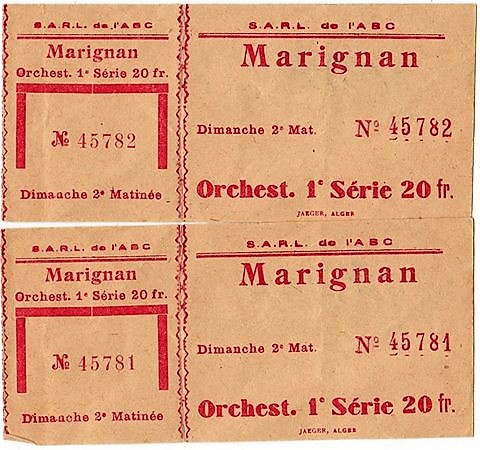 S.A.R.L. de l'ABC
Marignan
Orchest. 1e Série 20 fr.
№ 45782
Dimanche 2e Matinée
S.A.R.L. de l'ABC
Marignan
Dimanche 2e Mat.
Nº 45782
Orchest. 1e Série 20 fr.
JAEGER, ALGER
S.A.R.L. de l'ABC
Marignan
Orchest. 1e Série 20 fr.
№ 45781
Dimanche 2e Matinée
S.A.R.L. de l'ABC
Marignan
Dimanche 2e Mat.
Nº 45781
Orchest. 1e Série 20 fr.
JAEGER, ALGER